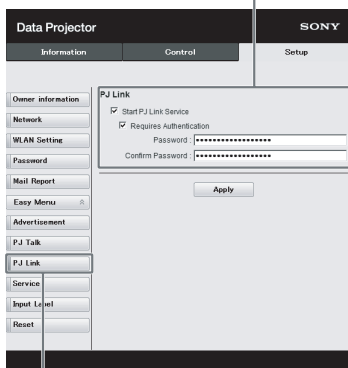 Data Projector
SONY
Information
Control
Setup
Owner information
Network
WLAN Setting
Password
Mail Report
Easy Menu
Advertisement
PJ Talk
PJ Link
Service
Input Label
Reset
PJ Link
Start PJ Link Service
Requires Authentication
Password : ••••••••••••••••••
Confirm Password : ••••••••••••••••••
Apply